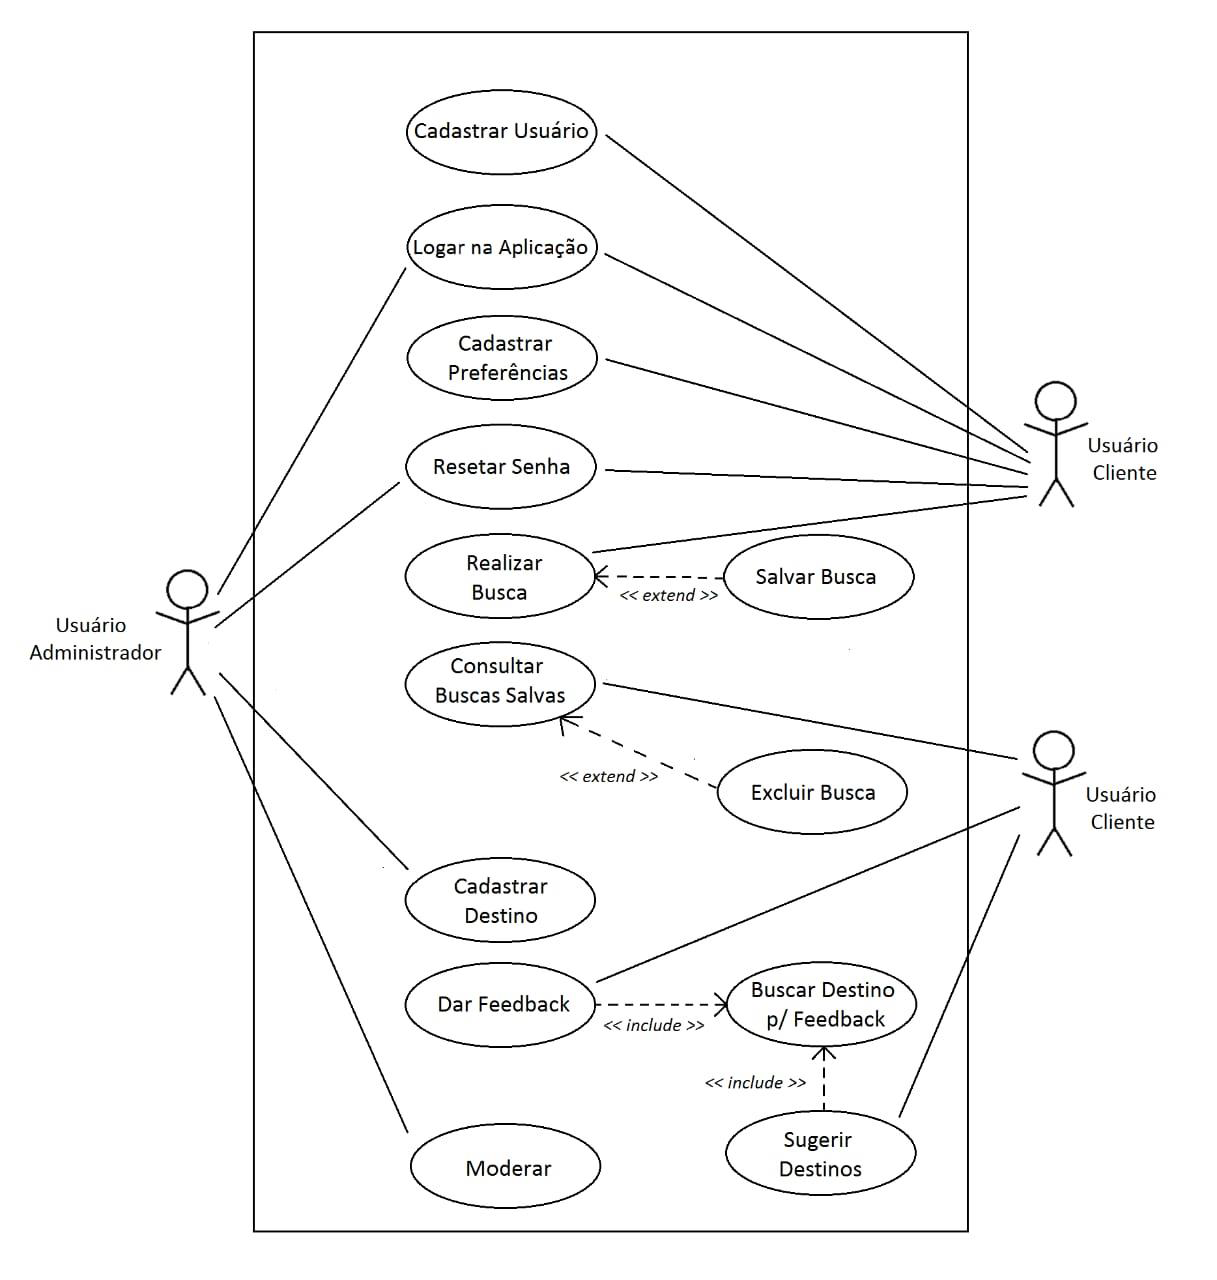 Cadastrar Usuário
Logar na Aplicação
Cadastrar
Preferências
Usuário
Cliente
Resetar Senha
Realizar
Busca
Salvar Busca
<< extend >>
Usuário
Administrador
Consultar
Buscas Salvas
<< extend >>
Excluir Busca
Usuário
Cliente
Cadastrar
Destino
Dar Feedback
<< include >>
Buscar Destino
p/ Feedback
<< include >>
Sugerir
Destinos
Moderar